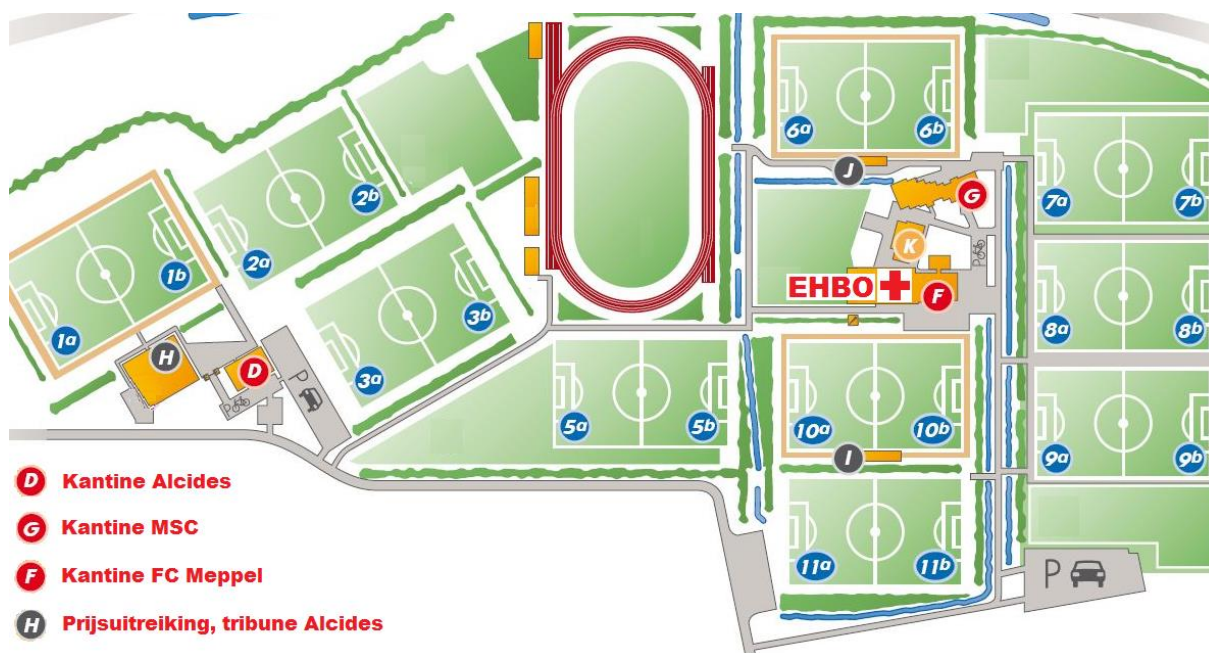 6a
6b
J
G
7a
7b
2b
K
P
2a
1b
EHBO
F
3b
8a
8b
1a
H
D
3a
P
P
5a
5b
10a
10b
I
9a
9b
D Kantine Alcides
G Kantine MSC
F Kantine FC Meppel
11a
11b
P
H Prijsuitreiking, tribune Alcides